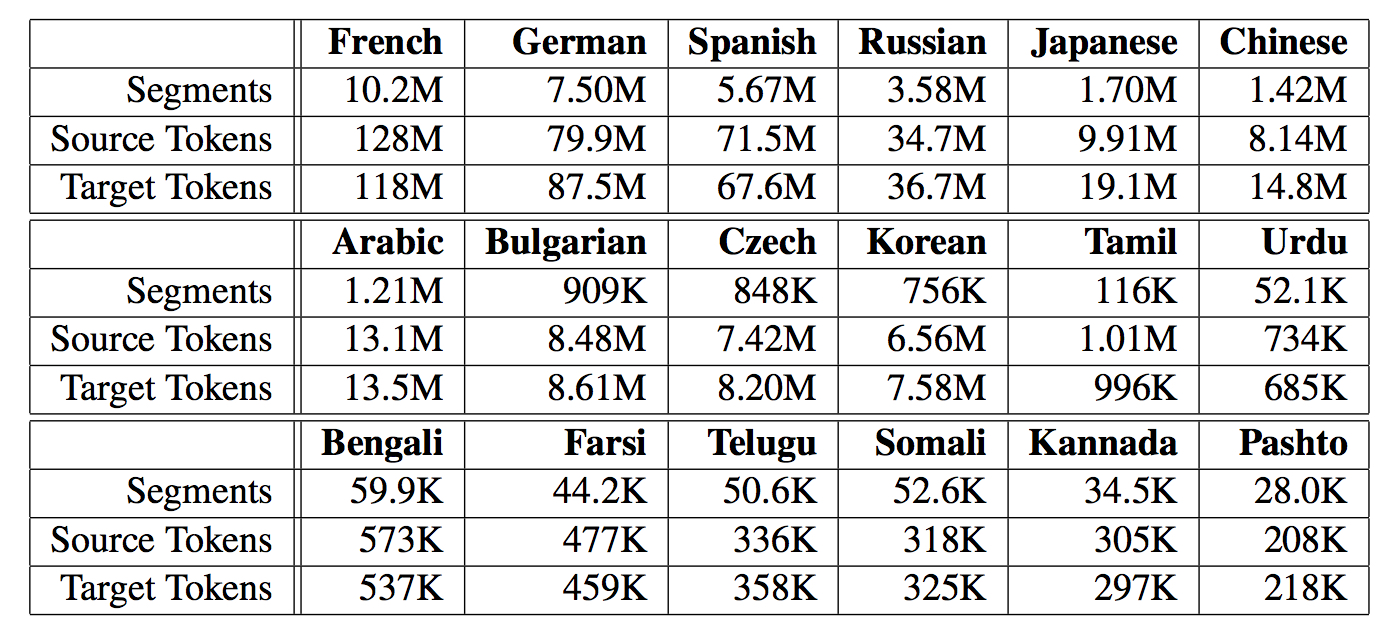 French German Spanish Russian Japanese Chinese
Segments 10.2M 7.50M 5.67M 3.58M 1.70M 1.42M
Source Tokens 128M 79.9M 71.5M 34.7M 9.91M 8.14M
Target Tokens 118M 87.5M 67.6M 36.7M 19.1M 14.8M
Arabic Bulgarian Czech Korean Tamil Urdu
Segments 1.21M 909K 848K 756K 116K 52.1K
Source Tokens 13.1M 8.48M 7.42M 6.56M 1.01M 734K
Target Tokens 13.5M 8.61M 8.20M 7.58M 996K 685K
Bengali Farsi Telugu Somali Kannada Pashto
Segments 59.9K 44.2K 50.6K 52.6K 34.5K 28.0K
Source Tokens 573K 477K 336K 318K 305K 208K
Target Tokens 537K 459K 358K 325K 297K 218K